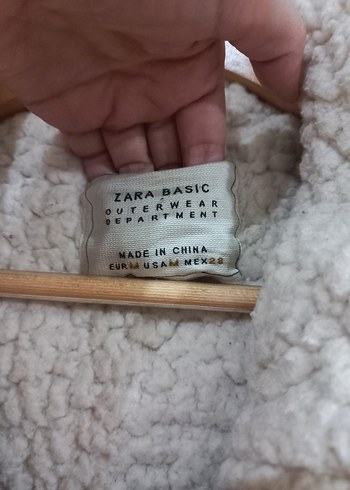 ZARA BASIC
OUTERWEAR
DEPARTMENT
MADE IN CHINA
EUR M USA M MEX 28